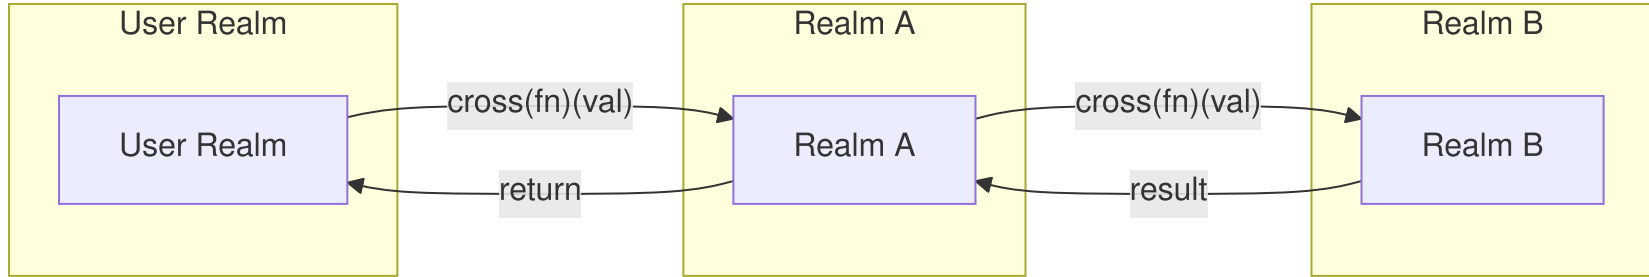 User Realm
Realm A
Realm B
cross(fn)(val)
cross(fn)(val)
User Realm
Realm A
Realm B
return
result